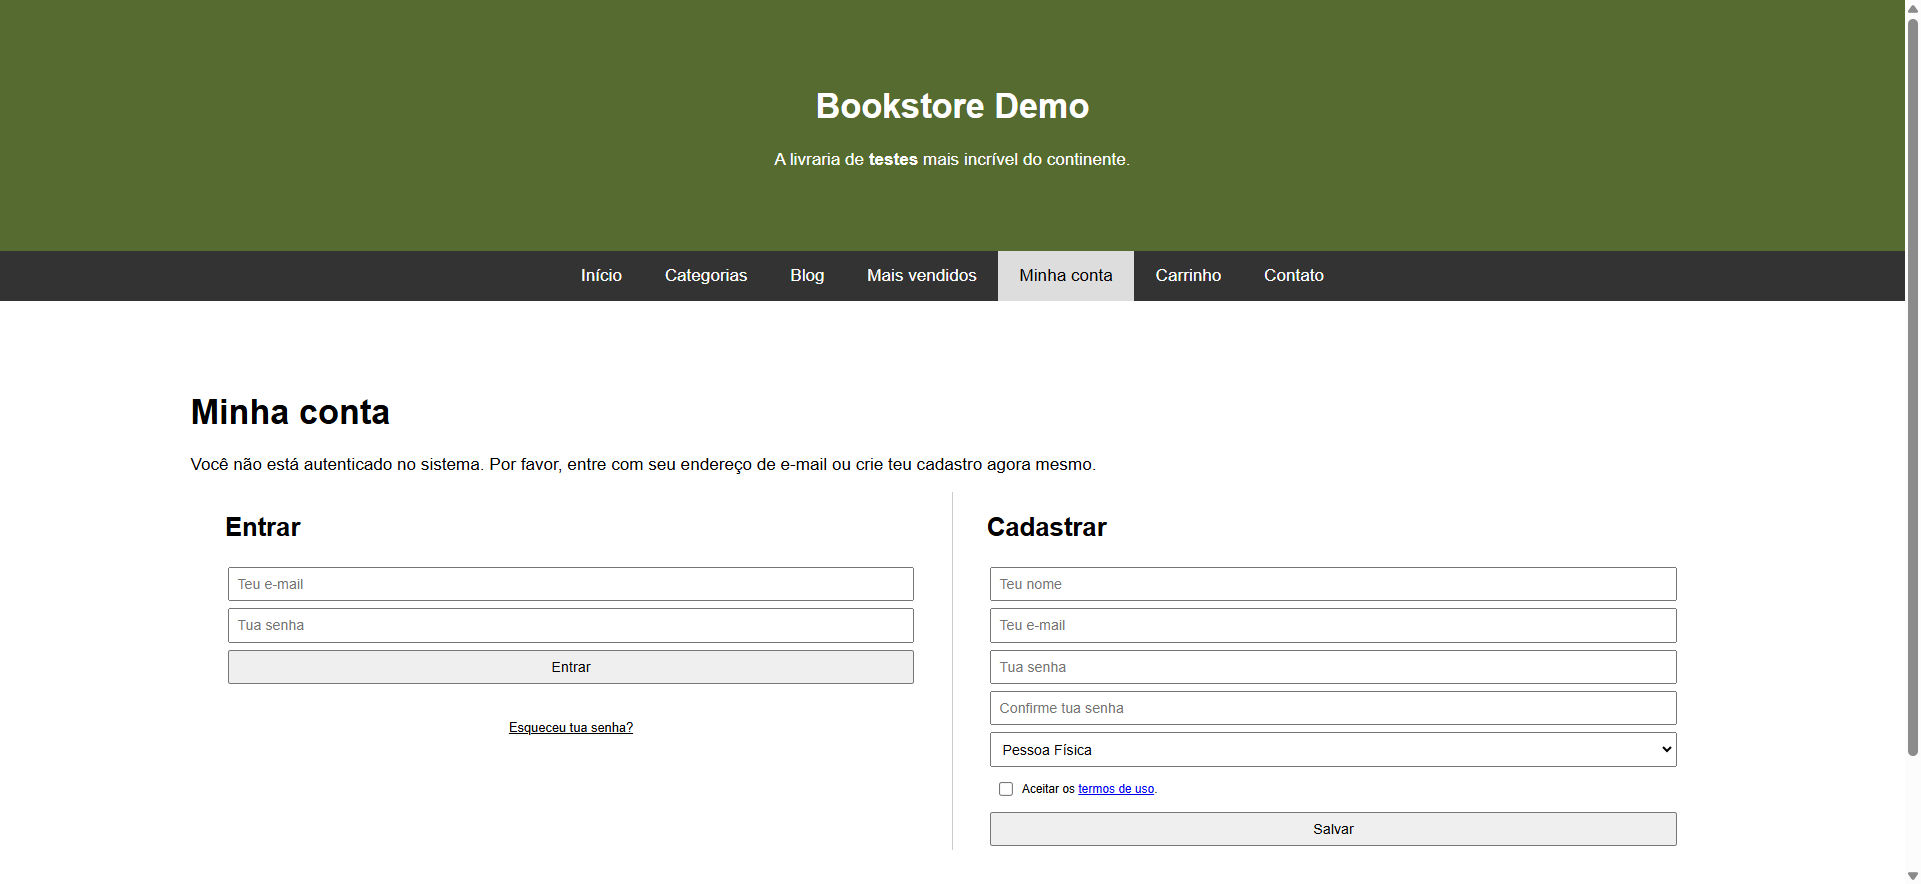 Bookstore Demo
A livraria de testes mais incrível do continente.
Início Categorias Blog Mais vendidos Minha conta Carrinho Contato
Minha conta
Você não está autenticado no sistema. Por favor, entre com seu endereço de e-mail ou crie teu cadastro agora mesmo.
Entrar
Teu e-mail
Tua senha
Entrar
Esqueceu tua senha?
Cadastrar
Teu nome
Teu e-mail
Tua senha
Confirme tua senha
Pessoa Física
Aceitar os termos de uso.
Salvar